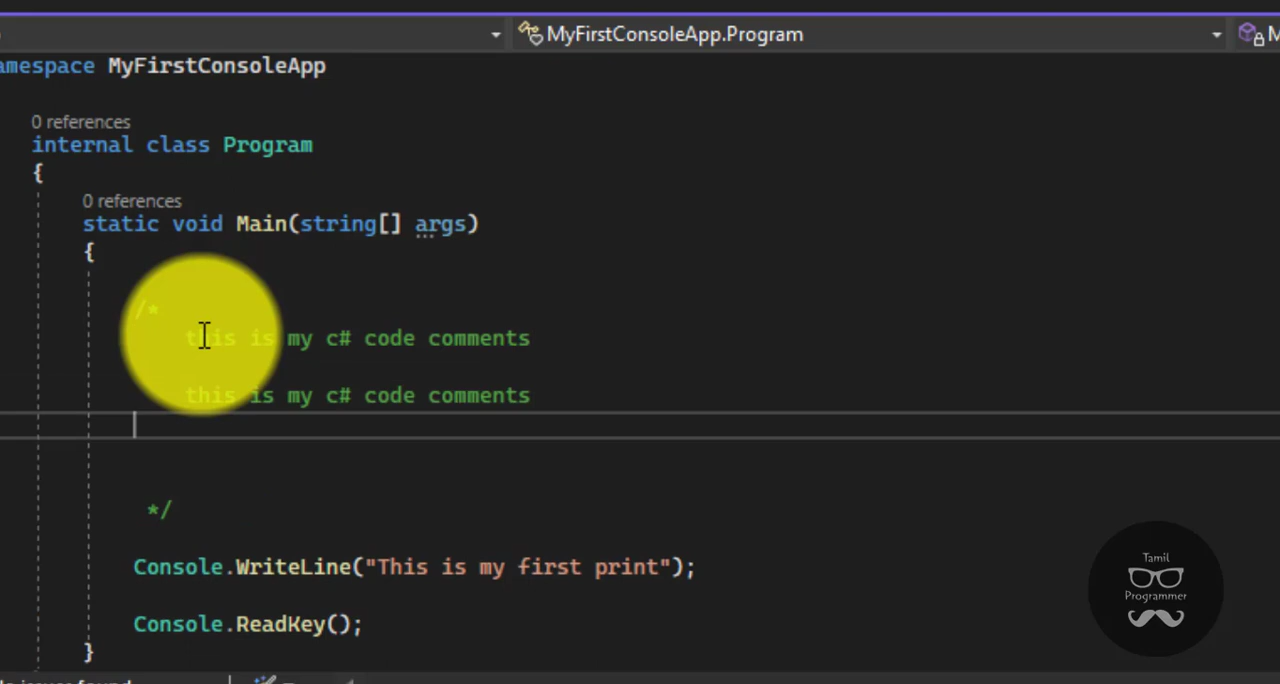 MyFirstConsoleApp.Program
amespace MyFirstConsoleApp
0 references
internal class Program
{
0 references
static void Main(string[] args)
{
/*
this is my c# code comments
this is my c# code comments
*/
Console.WriteLine("This is my first print");
Console.ReadKey();
}
Tamil
Programmer